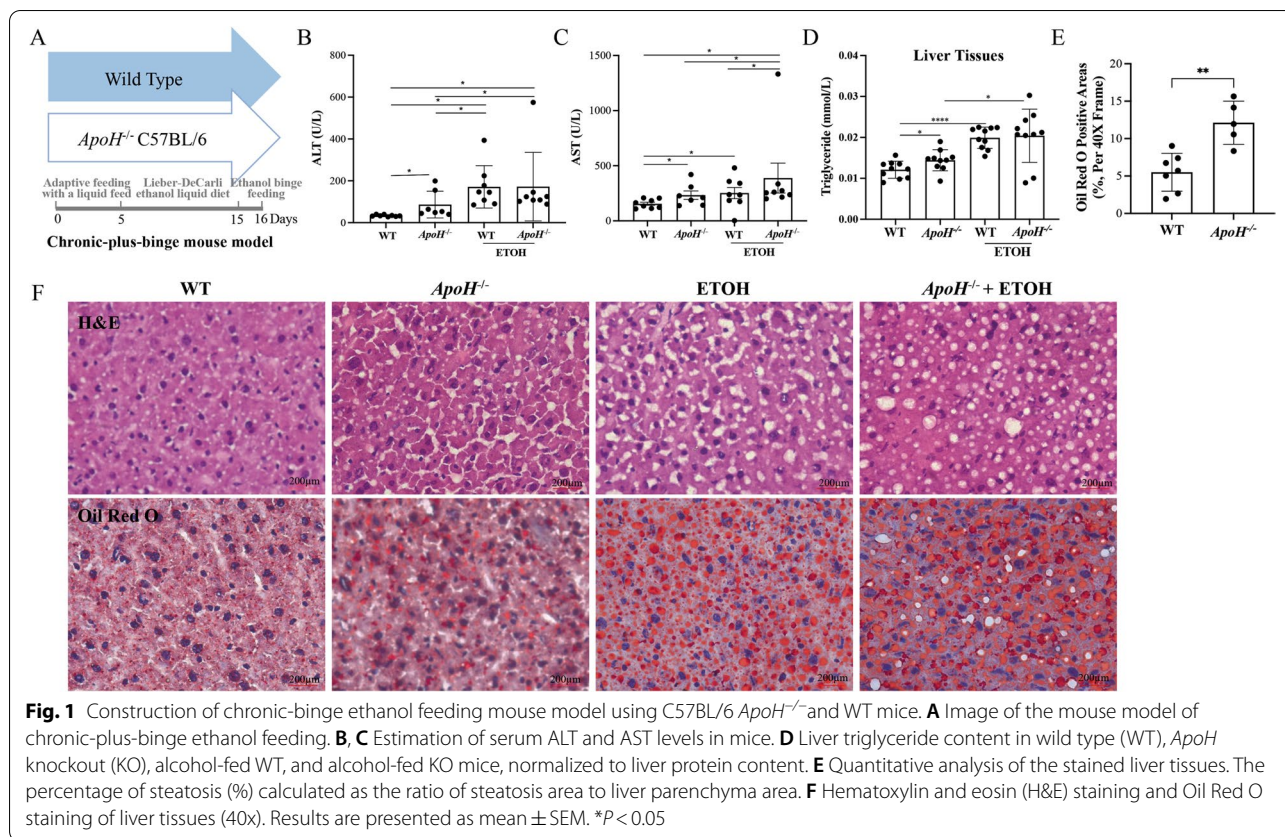 A
Wild Type
ApoH-/- C57BL/6
Adaptive feeding with a liquid feed
Lieber-DeCarli ethanol liquid diet
Ethanol binge feeding
0 5 15 16 Days
Chronic-plus-binge mouse model
B
ALT (U/L)
800
600
400
200
0
* * * * *
WT ApoH-/- WT ApoH-/-
ETOH
C
AST (U/L)
1500
1000
500
0
* * * * *
WT ApoH-/- WT ApoH-/-
ETOH
D
Liver Tissues
Triglyceride (mmol/L)
0.04
0.03
0.02
0.01
0.00
* **** *
WT ApoH-/- WT ApoH-/-
ETOH
E
Oil Red O Positive Areas
(%, Per 40X Frame)
20
15
10
5
0
**
WT ApoH-/-
F
WT ApoH-/- ETOH ApoH-/- + ETOH
H&E
200μm 200μm 200μm 200μm
Oil Red O
200μm 200μm 200μm 200μm
Fig. 1 Construction of chronic-binge ethanol feeding mouse model using C57BL/6 ApoH−/− and WT mice. A Image of the mouse model of
chronic-plus-binge ethanol feeding. B, C Estimation of serum ALT and AST levels in mice. D Liver triglyceride content in wild type (WT), ApoH
knockout (KO), alcohol-fed WT, and alcohol-fed KO mice, normalized to liver protein content. E Quantitative analysis of the stained liver tissues. The
percentage of steatosis (%) calculated as the ratio of steatosis area to liver parenchyma area. F Hematoxylin and eosin (H&E) staining and Oil Red O
staining of liver tissues (40x). Results are presented as mean ± SEM. *P < 0.05